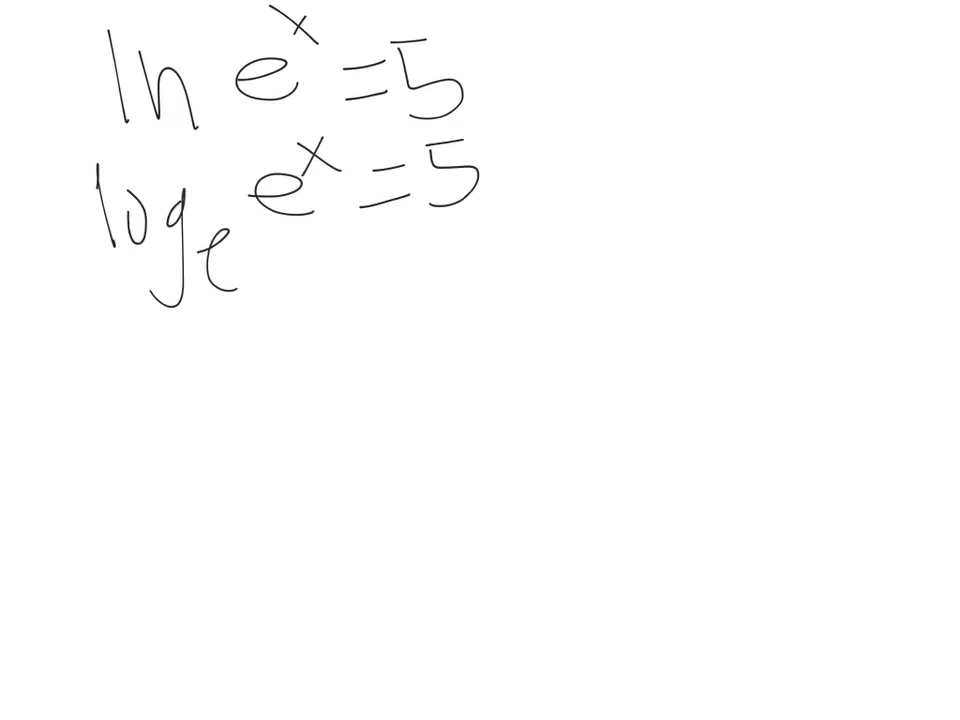 ln e^x = 5
log_e e^x = 5